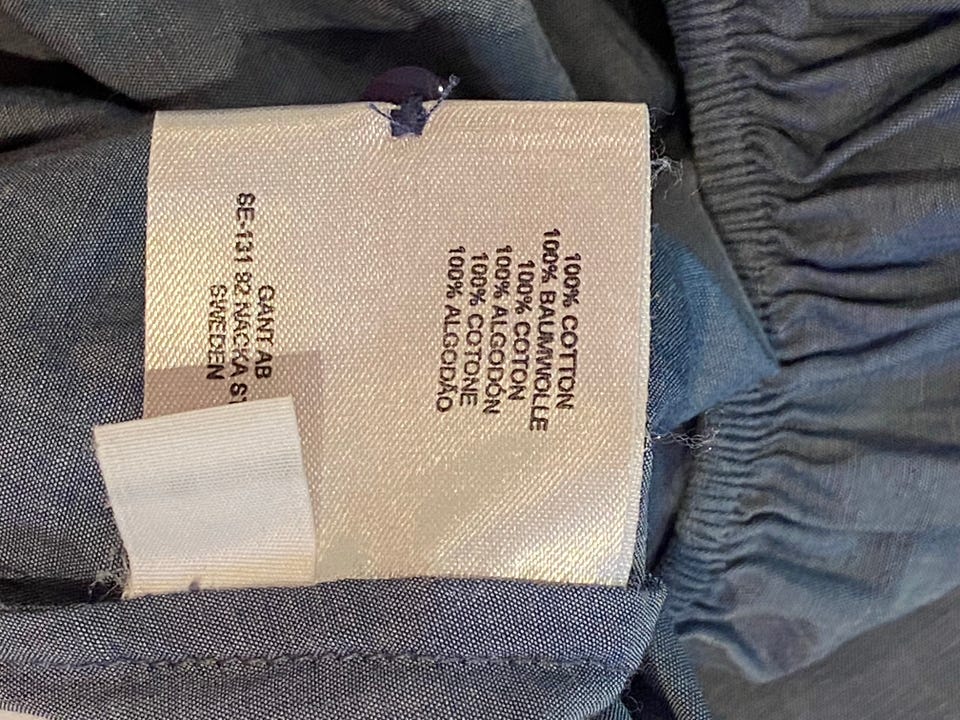 100% COTTON
100% BAUMWOLLE
100% COTON
100% ALGODÓN
100% COTONE
100% ALGODÃO
GANT AB
SE-131 82 NACKA
SWEDEN